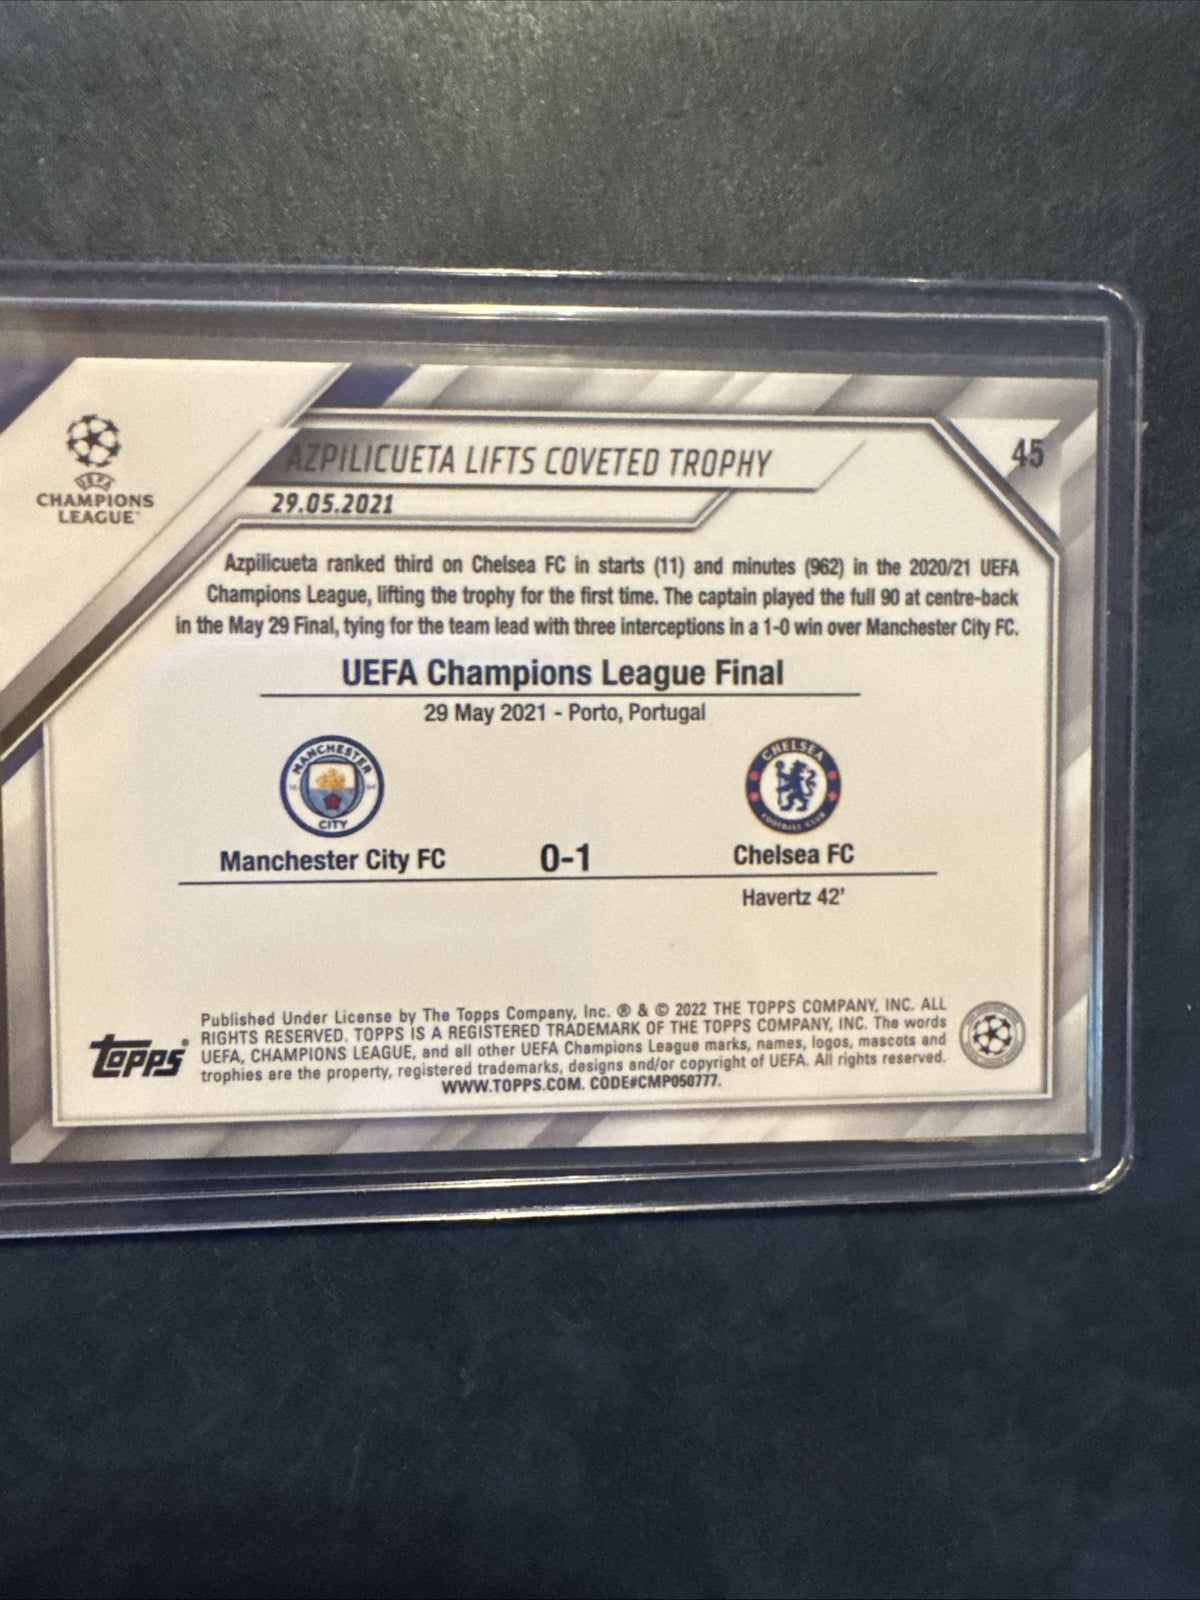 UEFA
CHAMPIONS
LEAGUE
AZPILICUETA LIFTS COVETED TROPHY
45
29.05.2021
Azpilicueta ranked third on Chelsea FC in starts (11) and minutes (962) in the 2020/21 UEFA
Champions League, lifting the trophy for the first time. The captain played the full 90 at centre-back
in the May 29 Final, tying for the team lead with three interceptions in a 1-0 win over Manchester City FC.
UEFA Champions League Final
29 May 2021 - Porto, Portugal
MANCHESTER
CITY
CHELSEA
FOOTBALL CLUB
Manchester City FC 0-1 Chelsea FC
Havertz 42'
Topps®
Published Under License by The Topps Company, Inc. ® & © 2022 THE TOPPS COMPANY, INC. ALL
RIGHTS RESERVED. TOPPS IS A REGISTERED TRADEMARK OF THE TOPPS COMPANY, INC. The words
UEFA, CHAMPIONS LEAGUE, and all other UEFA Champions League marks, names, logos, mascots and
trophies are the property, registered trademarks, designs and/or copyright of UEFA. All rights reserved.
WWW.TOPPS.COM. CODE#CMP050777.